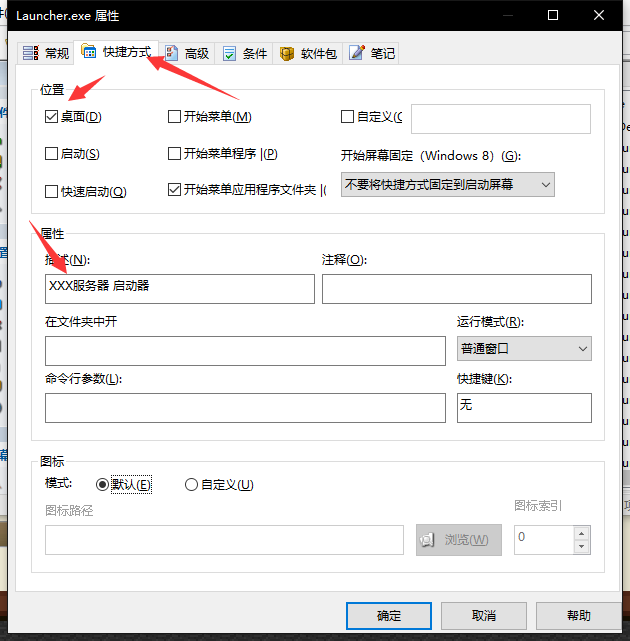 Launcher.exe 属性
常规 快捷方式 高级 条件 软件包 笔记
位置
桌面(D) 开始菜单(M) 自定义(C
启动(S) 开始菜单程序 |(P) 开始屏幕固定（Windows 8）(G):
快速启动(Q) 开始菜单应用程序文件夹 |( 不要将快捷方式固定到启动屏幕
属性
描述(N): 注释(O):
XXX服务器 启动器
在文件夹中开 运行模式(R):
普通窗口
命令行参数(L): 快捷键(K):
无
图标
模式: 默认(E) 自定义(U)
图标路径 图标索引
浏览(W) 0
确定 取消 帮助